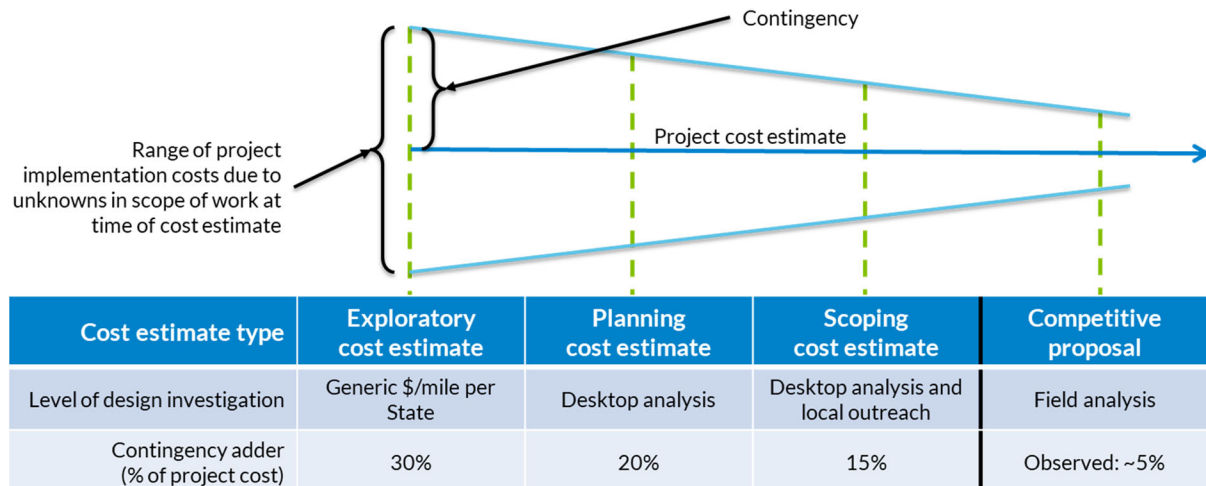 Contingency
Project cost estimate
Range of project
implementation costs due to
unknowns in scope of work at
time of cost estimate
Cost estimate type
Exploratory
cost estimate
Planning
cost estimate
Scoping
cost estimate
Competitive
proposal
Level of design investigation
Generic $/mile per
State
Desktop analysis
Desktop analysis and
local outreach
Field analysis
Contingency adder
(% of project cost)
30%
20%
15%
Observed: ~5%